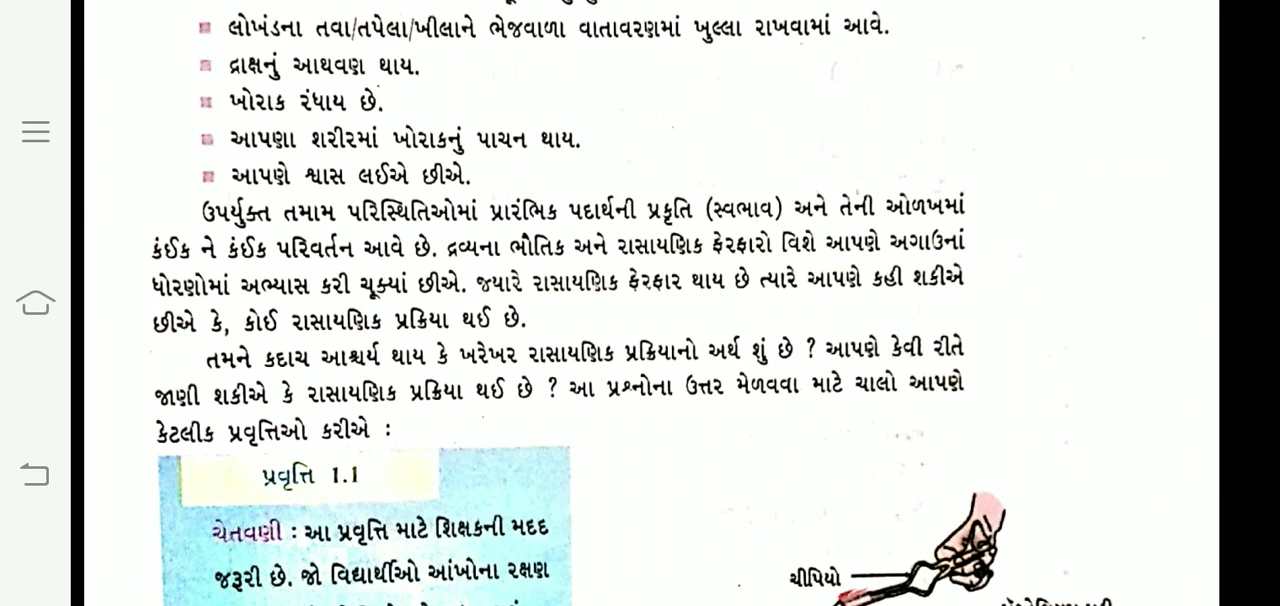 લોખંડના તવા/તપેલા/ખીલાને ભેજવાળા વાતાવરણમાં ખુલ્લા રાખવામાં આવે.
દ્રાક્ષનું આથવણ થાય.
ખોરાક રંધાય છે.
આપણા શરીરમાં ખોરાકનું પાચન થાય.
આપણે શ્વાસ લઈએ છીએ.
ઉપર્યુક્ત તમામ પરિસ્થિતિઓમાં પ્રારંભિક પદાર્થની પ્રકૃતિ (સ્વભાવ) અને તેની ઓળખમાં
કંઈક ને કંઈક પરિવર્તન આવે છે. દ્રવ્યના ભૌતિક અને રાસાયણિક ફેરફારો વિશે આપણે અગાઉનાં
ધોરણોમાં અભ્યાસ કરી ચૂક્યાં છીએ. જ્યારે રાસાયણિક ફેરફાર થાય છે ત્યારે આપણે કહી શકીએ
છીએ કે, કોઈ રાસાયણિક પ્રક્રિયા થઈ છે.
તમને કદાચ આશ્ચર્ય થાય કે ખરેખર રાસાયણિક પ્રક્રિયાનો અર્થ શું છે ? આપણે કેવી રીતે
જાણી શકીએ કે રાસાયણિક પ્રક્રિયા થઈ છે ? આ પ્રશ્નોના ઉત્તર મેળવવા માટે ચાલો આપણે
કેટલીક પ્રવૃત્તિઓ કરીએ :
પ્રવૃત્તિ 1.1
ચેતવણી : આ પ્રવૃત્તિ માટે શિક્ષકની મદદ
જરૂરી છે. જો વિદ્યાર્થીઓ આંખોના રક્ષણ
ચીપિયો